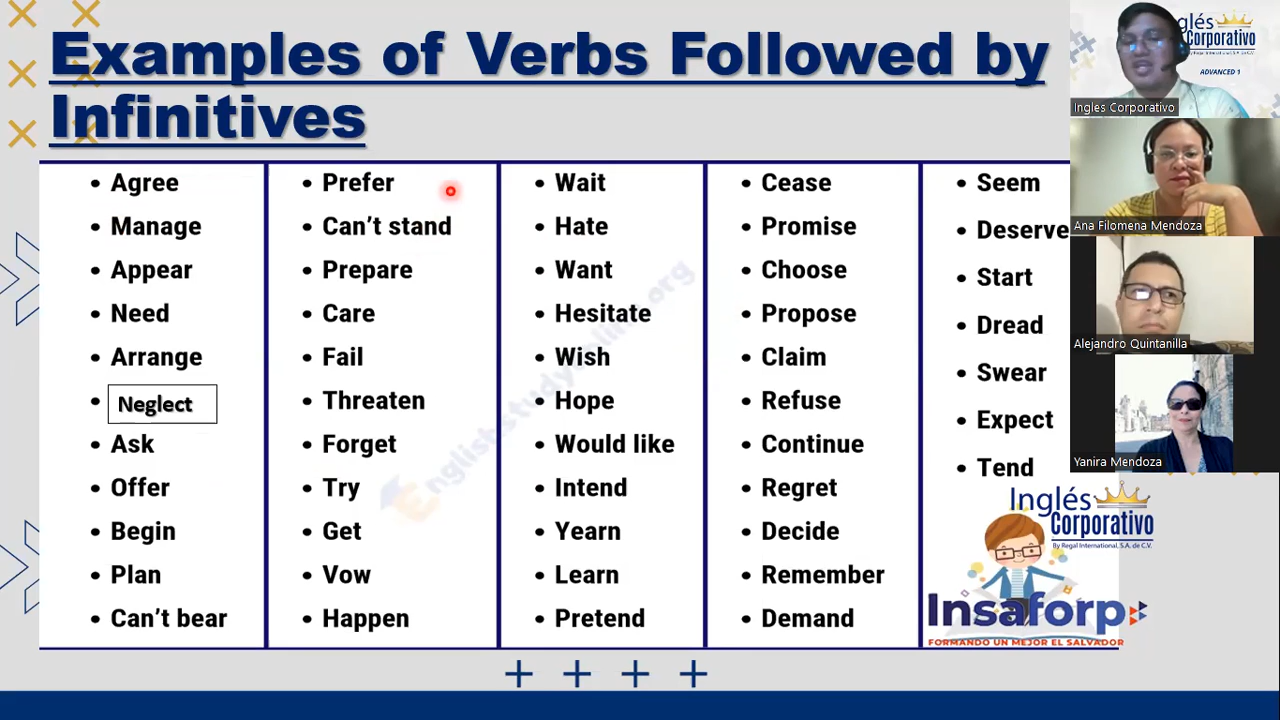 Examples of Verbs Followed by
Infinitives
Agree
Manage
Appear
Need
Arrange
Neglect
Ask
Offer
Begin
Plan
Can't bear
Prefer
Can't stand
Prepare
Care
Fail
Threaten
Forget
Try
Get
Vow
Happen
Wait
Hate
Want
Hesitate
Wish
Hope
Would like
Intend
Yearn
Learn
Pretend
Cease
Promise
Choose
Propose
Claim
Refuse
Continue
Regret
Decide
Remember
Demand
Seem
Deserve
Start
Dread
Swear
Expect
Tend
Englishstudyonline.org
Inglés
Corporativo
By Regal International, S.A. de C.V.
Insaforp
FORMANDO UN MEJOR EL SALVADOR
glés
Corporativo
ADVANCED 1
Ingles Corporativo
Ana Filomena Mendoza
Alejandro Quintanilla
Yanira Mendoza